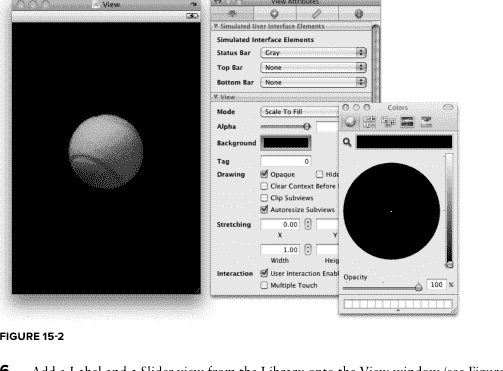 View
View Attributes
Simulated User Interface Elements
Simulated Interface Elements
Status Bar Gray
Top Bar None
Bottom Bar None
View
Mode Scale To Fill
Alpha
Background
Tag 0
Drawing Opaque
Clear Context Before
Clip Subviews
Autoresize Subviews
Stretching 0.00
X Y
1.00
Width
Interaction User Interaction
Multiple Touch
Colors
Opacity
100 %
FIGURE 15-2
6. Add a Label and a Slider view from the Library onto the View window (see